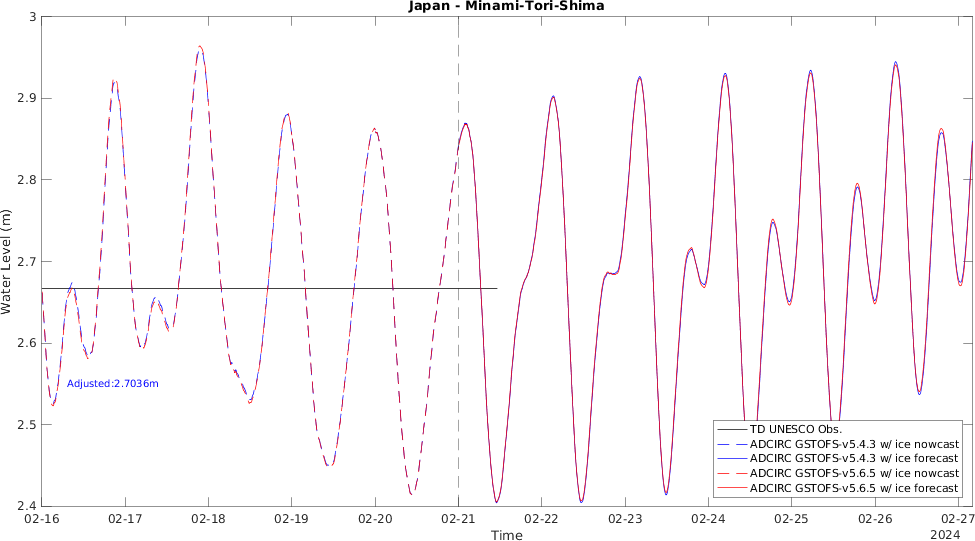 Japan - Minami-Tori-Shima
Water Level (m)
3
2.9
2.8
2.7
2.6
2.5
2.4
Adjusted:2.7036m
TD UNESCO Obs.
ADCIRC GSTOFS-v5.4.3 w/ ice nowcast
ADCIRC GSTOFS-v5.4.3 w/ ice forecast
ADCIRC GSTOFS-v5.6.5 w/ ice nowcast
ADCIRC GSTOFS-v5.6.5 w/ ice forecast
02-16 02-17 02-18 02-19 02-20 02-21 02-22 02-23 02-24 02-25 02-26 02-27
Time
2024